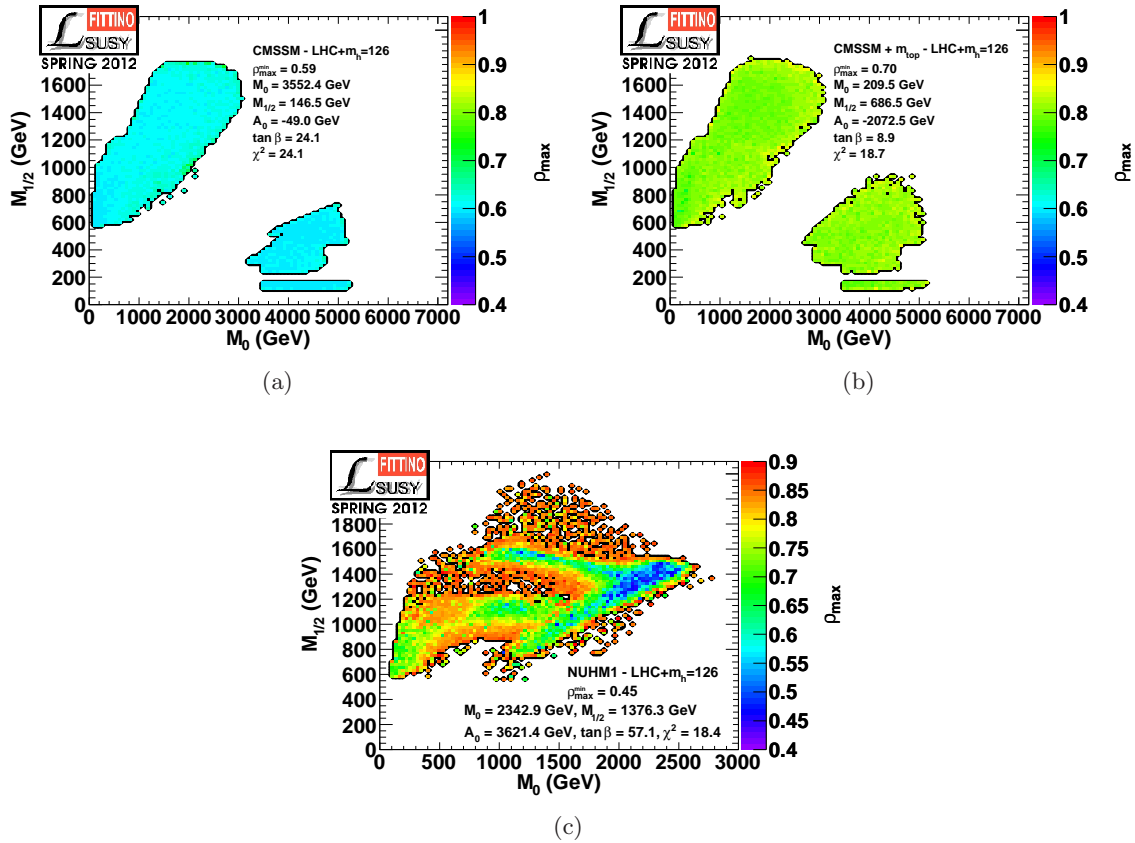 FITTINO
SUSY
SPRING 2012
CMSSM - LHC+m_h=126
ρ_max^min = 0.59
M_0 = 3552.4 GeV
M_1/2 = 146.5 GeV
A_0 = -49.0 GeV
tan β = 24.1
χ² = 24.1
M_1/2 (GeV)
0
200
400
600
800
1000
1200
1400
1600
0 1000 2000 3000 4000 5000 6000 7000
M_0 (GeV)
0.4
0.5
0.6
0.7
0.8
0.9
1
ρ_max
(a)
FITTINO
SUSY
SPRING 2012
CMSSM + m_top - LHC+m_h=126
ρ_max^min = 0.70
M_0 = 209.5 GeV
M_1/2 = 686.5 GeV
A_0 = -2072.5 GeV
tan β = 8.9
χ² = 18.7
M_1/2 (GeV)
0
200
400
600
800
1000
1200
1400
1600
0 1000 2000 3000 4000 5000 6000 7000
M_0 (GeV)
0.4
0.5
0.6
0.7
0.8
0.9
1
ρ_max
(b)
FITTINO
SUSY
SPRING 2012
M_1/2 (GeV)
0
200
400
600
800
1000
1200
1400
1600
1800
NUHM1 - LHC+m_h=126
ρ_max^min = 0.45
M_0 = 2342.9 GeV, M_1/2 = 1376.3 GeV
A_0 = 3621.4 GeV, tan β = 57.1, χ² = 18.4
0 500 1000 1500 2000 2500 3000
M_0 (GeV)
0.4
0.45
0.5
0.55
0.6
0.65
0.7
0.75
0.8
0.85
0.9
ρ_max
(c)